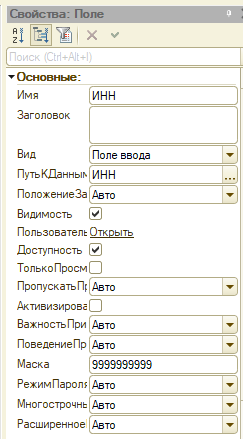 Свойства: Поле
Поиск (Ctrl+Alt+I)
Основные:
Имя ИНН
Заголовок
Вид Поле ввода
ПутьКДанным ИНН ...
ПоложениеЗа Авто
Видимость
Пользователь Открыть
Доступность
ТолькоПросм
ПропускатьПр Авто
Активизирова
ВажностьПри Авто
ПоведениеПр Авто
Маска 9999999999
РежимПароля Авто
Многострочны Авто
Расширенное Авто